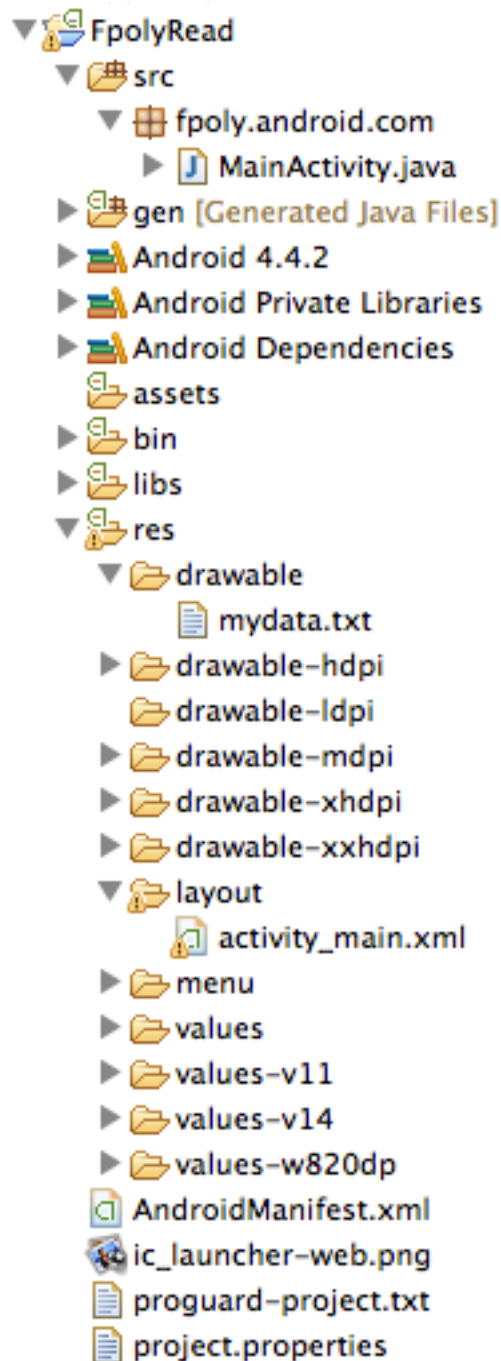 FpolyRead
src
fpoly.android.com
MainActivity.java
gen [Generated Java Files]
Android 4.4.2
Android Private Libraries
Android Dependencies
assets
bin
libs
res
drawable
mydata.txt
drawable-hdpi
drawable-ldpi
drawable-mdpi
drawable-xhdpi
drawable-xxhdpi
layout
activity_main.xml
menu
values
values-v11
values-v14
values-w820dp
AndroidManifest.xml
ic_launcher-web.png
proguard-project.txt
project.properties